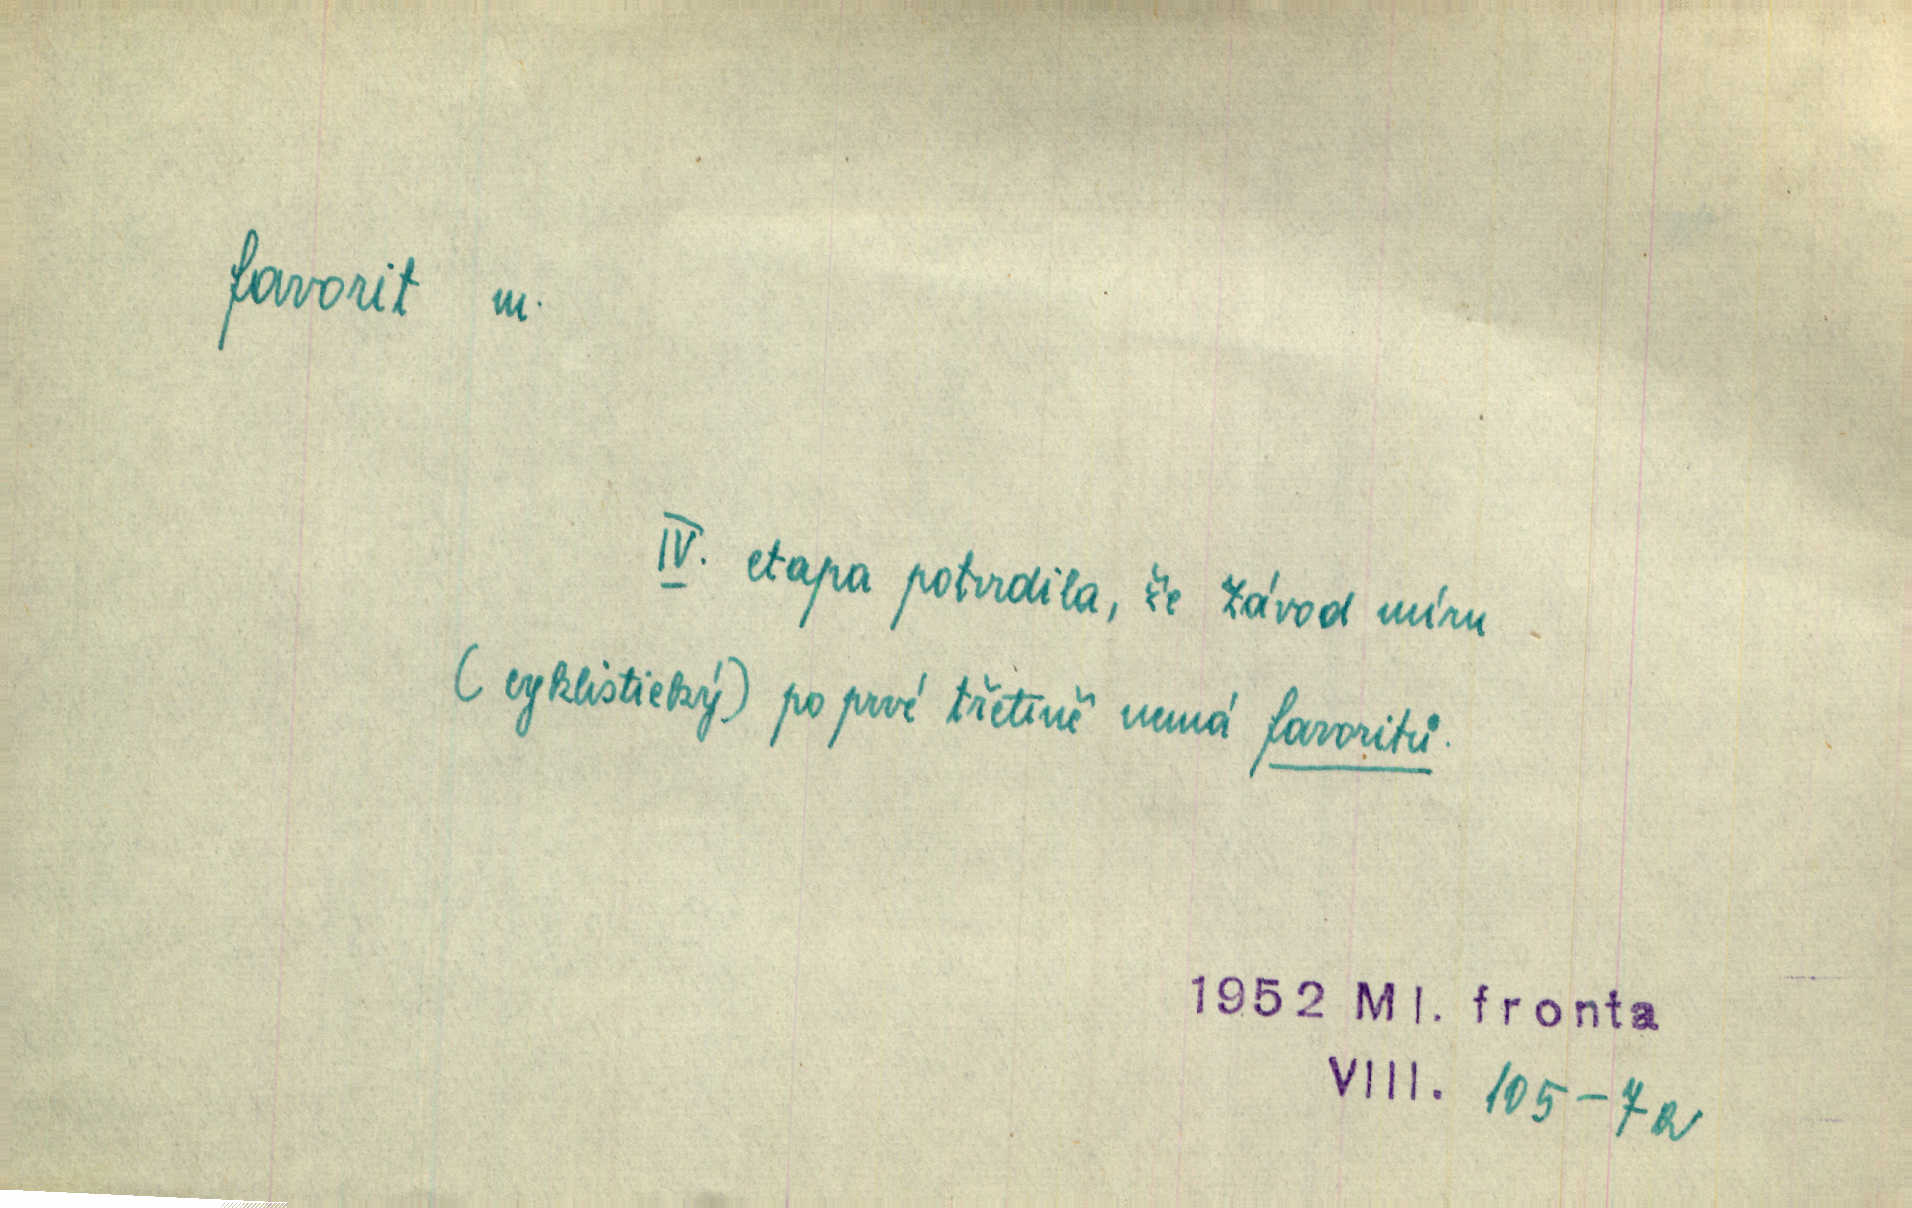 favorit m.
IV. etapa potvrdila, že Závod míru
(cyklistický) po prvé třetině nemá favoritů.
1952 Ml. fronta
VIII. 105-7a